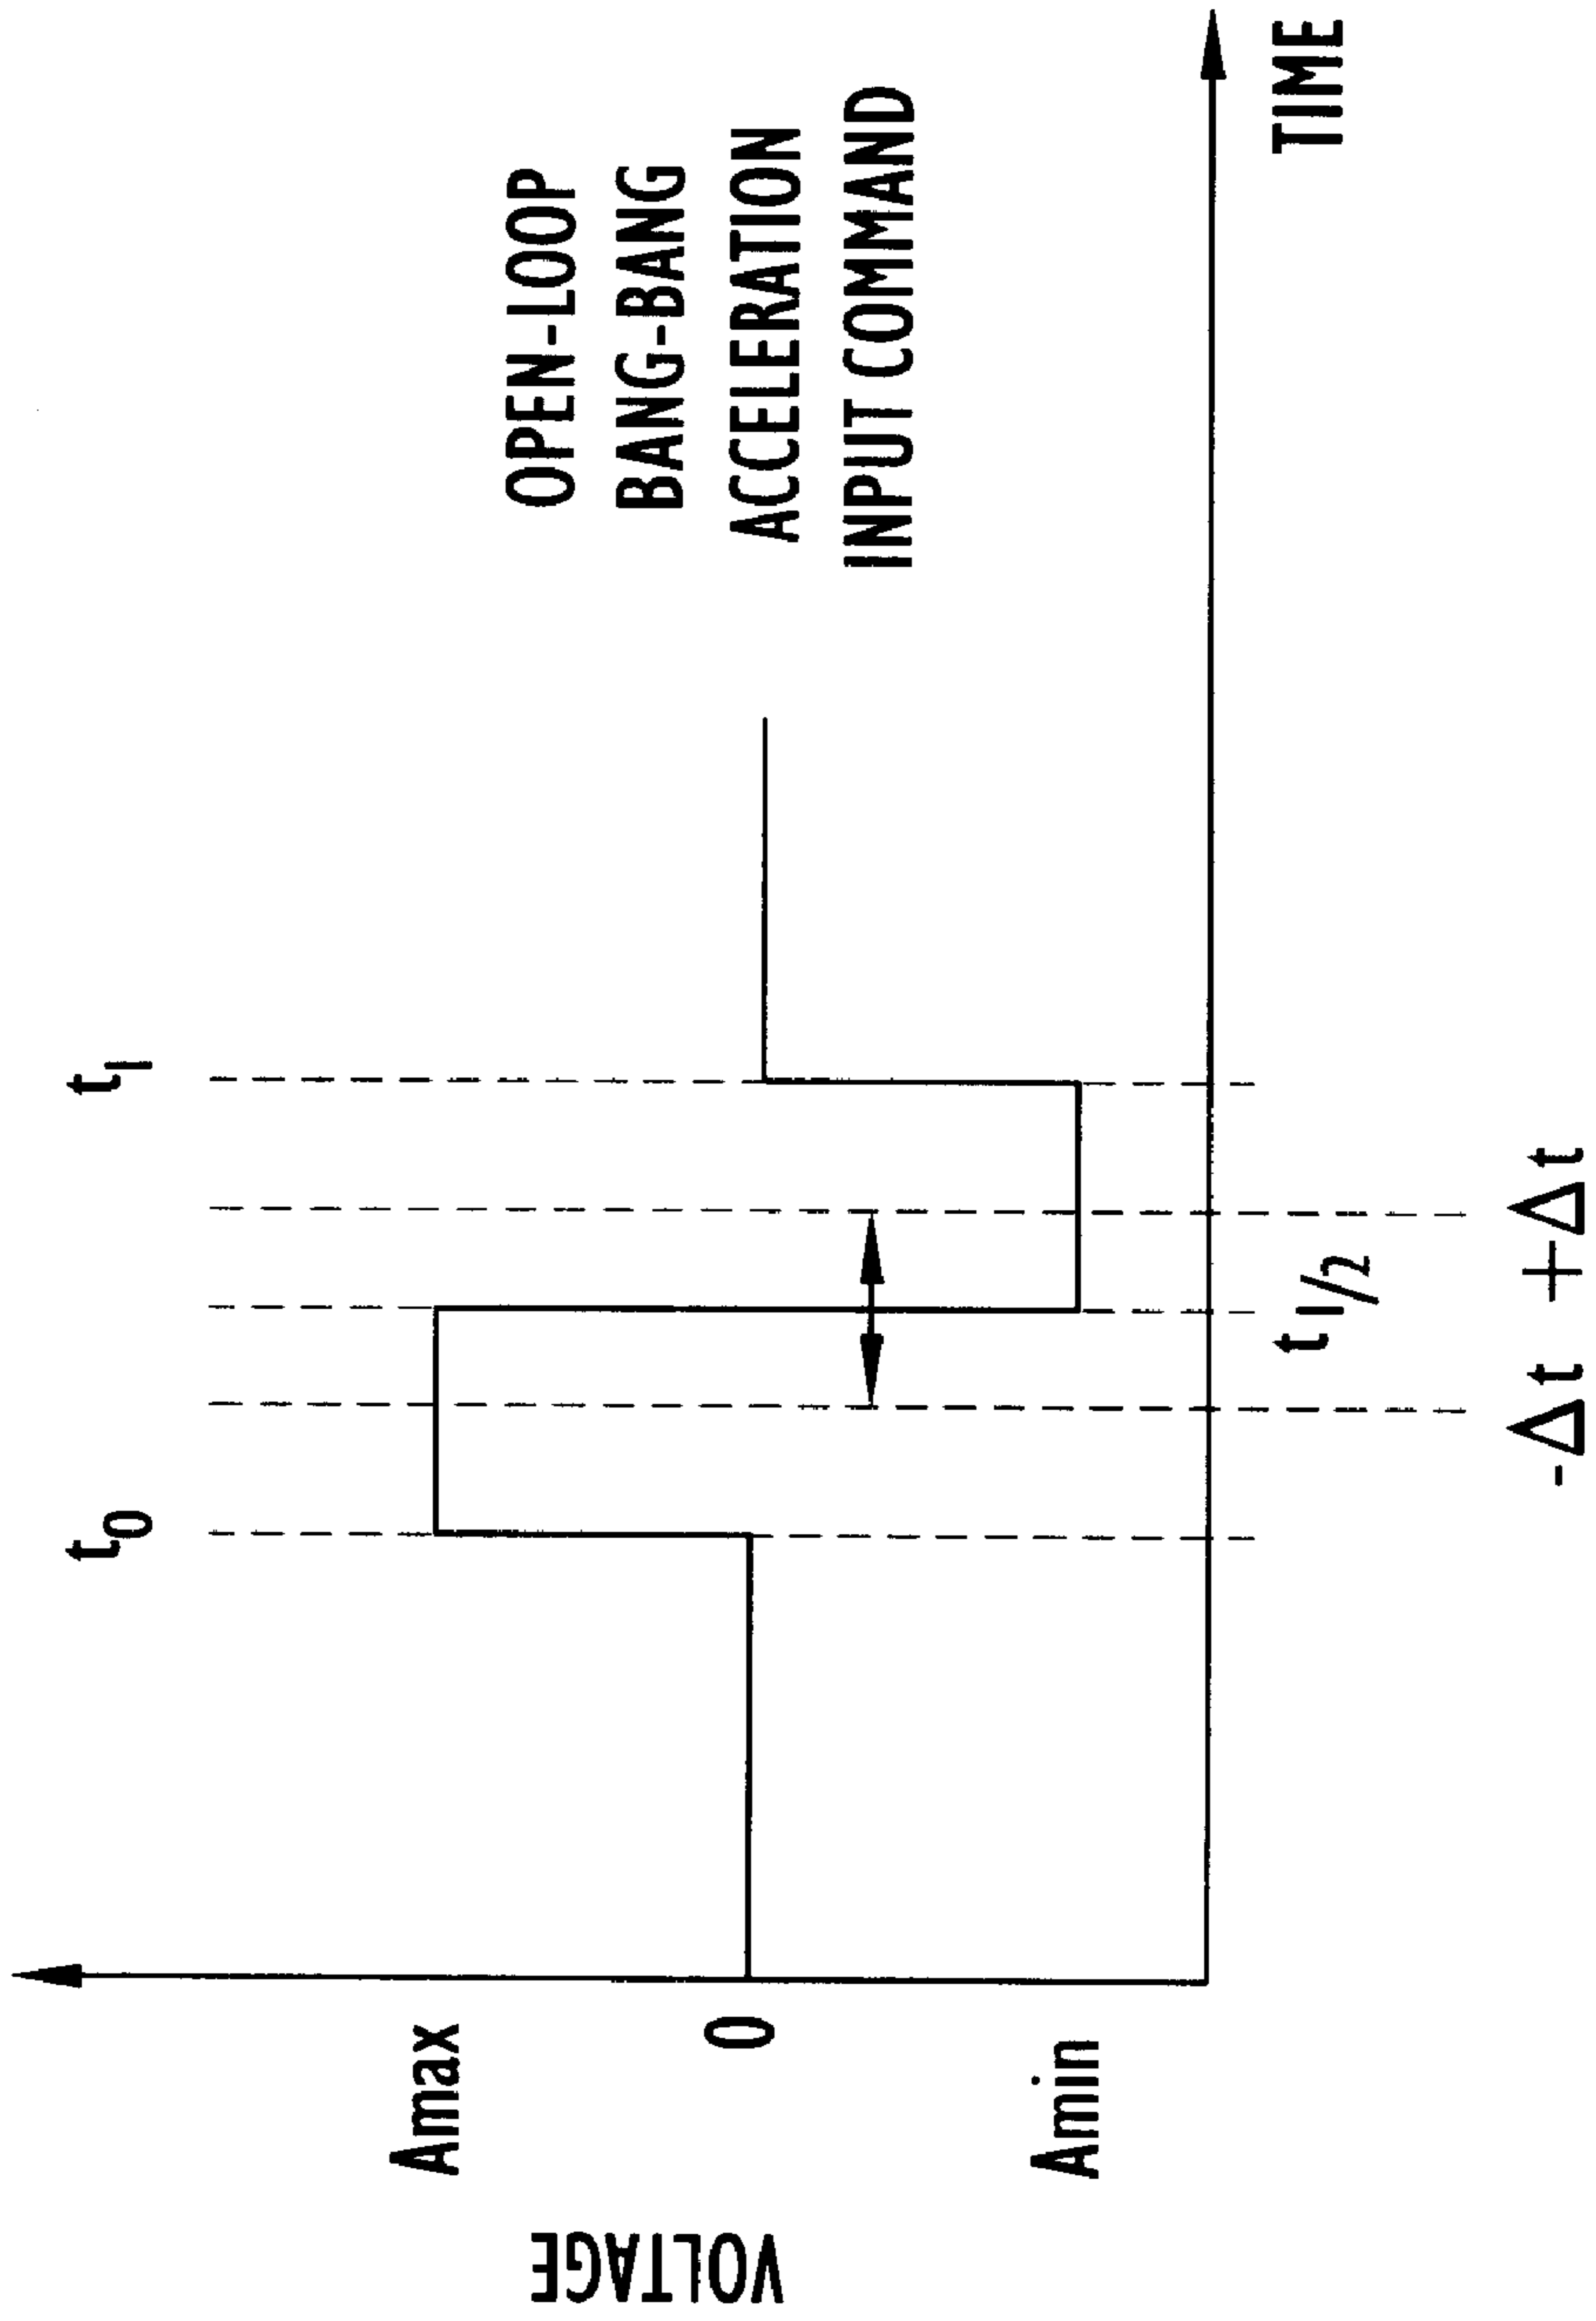 t0
t1
Amax
OPEN-LOOP
BANG-BANG
ACCELERATION
INPUT COMMAND
VOLTAGE
0
Amin
t1/2
TIME
-Δt
+Δt